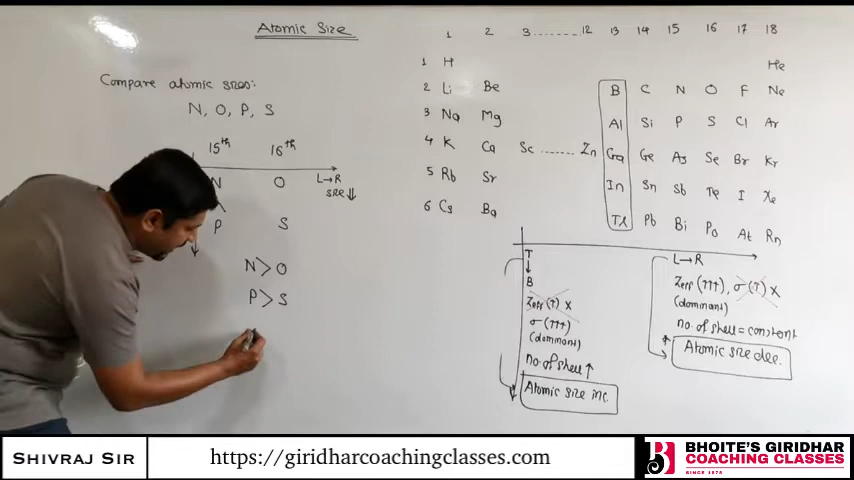 Atomic Size
Compare atomic sizes:
N, O, P, S
15th 16th
N O
L→R
size ↓↓
P S
N > O
P > S
1 2 3 ........ 12 13 14 15 16 17 18
1 H He
2 Li Be B C N O F Ne
3 Na Mg Al Si P S Cl Ar
4 K Ca Sc ........ Zn Ga Ge As Se Br Kr
5 Rb Sr In Sn Sb Te I Xe
6 Cs Ba Tl Pb Bi Po At Rn
T
↓
B
Zeff (↑) x
σ (↑↑↑)
(dominant)
no. of shell ↑
Atomic size inc.
L→R
Zeff (↑↑↑), σ (↑) x
(dominant)
no. of shell = constant
Atomic size dec.
SHIVRAJ SIR
https://giridharcoachingclasses.com
BHOITE'S GIRIDHAR
COACHING CLASSES
SINCE 1975